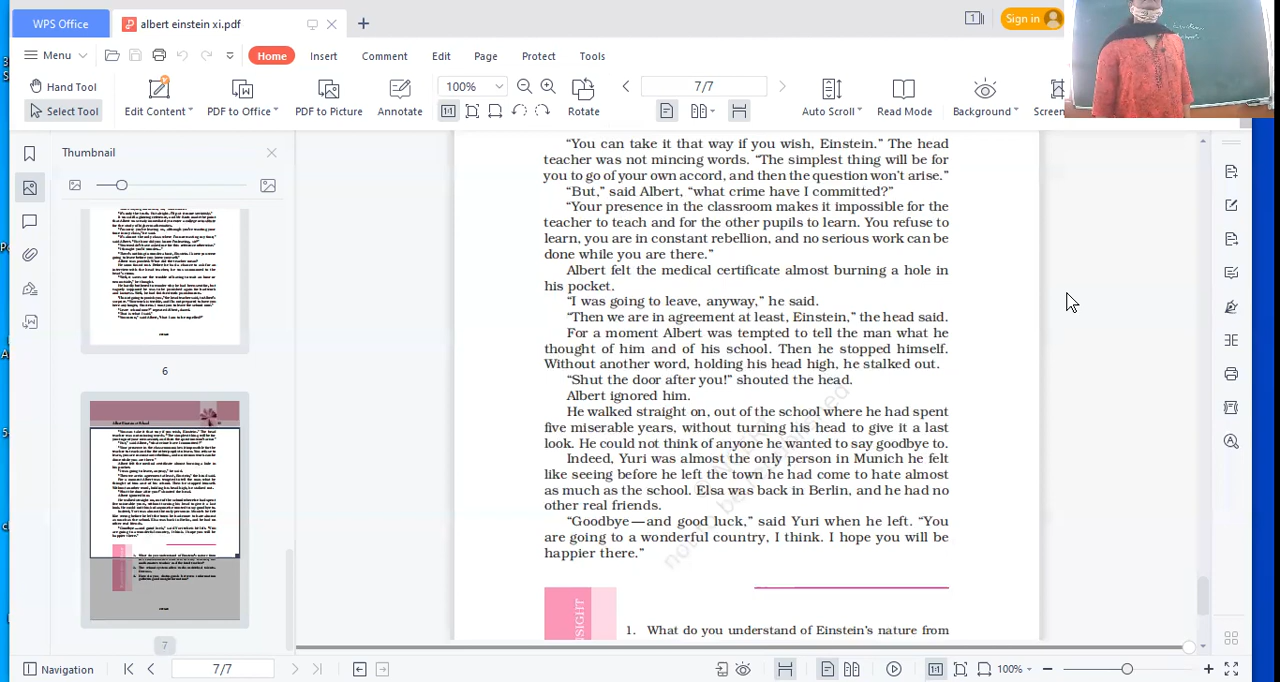 WPS Office
albert einstein xi.pdf
Sign in
Menu
Home
Insert
Comment
Edit
Page
Protect
Tools
Hand Tool
Select Tool
Edit Content
PDF to Office
PDF to Picture
Annotate
100%
7/7
Rotate
Auto Scroll
Read Mode
Background
Screen
Thumbnail
6
7
“You can take it that way if you wish, Einstein.” The head
teacher was not mincing words. “The simplest thing will be for
you to go of your own accord, and then the question won’t arise.”
“But,” said Albert, “what crime have I committed?”
“Your presence in the classroom makes it impossible for the
teacher to teach and for the other pupils to learn. You refuse to
learn, you are in constant rebellion, and no serious work can be
done while you are there.”
Albert felt the medical certificate almost burning a hole in
his pocket.
“I was going to leave, anyway,” he said.
“Then we are in agreement at least, Einstein,” the head said.
For a moment Albert was tempted to tell the man what he
thought of him and of his school. Then he stopped himself.
Without another word, holding his head high, he stalked out.
“Shut the door after you!” shouted the head.
Albert ignored him.
He walked straight on, out of the school where he had spent
five miserable years, without turning his head to give it a last
look. He could not think of anyone he wanted to say goodbye to.
Indeed, Yuri was almost the only person in Munich he felt
like seeing before he left the town he had come to hate almost
as much as the school. Elsa was back in Berlin, and he had no
other real friends.
“Goodbye—and good luck,” said Yuri when he left. “You
are going to a wonderful country, I think. I hope you will be
happier there.”
1. What do you understand of Einstein’s nature from
Navigation
7/7
100%